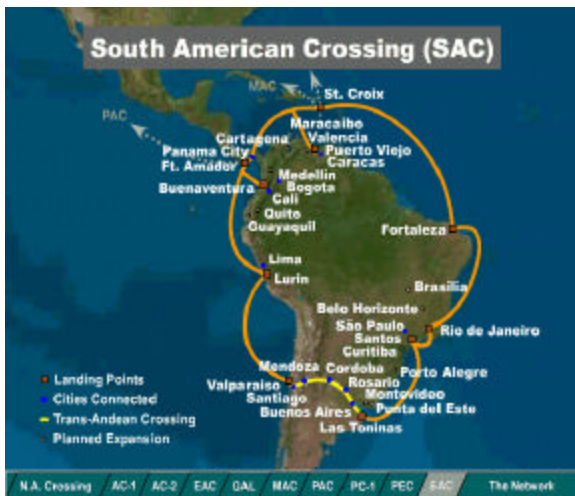 South American Crossing (SAC)
MAC
St. Croix
PAC
Maracaibo
Cartagena
Valencia
Panama City
Puerto Viejo
Ft. Amador
Caracas
Medellin
Buenaventura
Bogota
Cali
Quito
Guayaquil
Fortaleza
Lima
Lurin
Brasilia
Belo Horizonte
São Paulo
Rio de Janeiro
Santos
Curitiba
Mendoza
Cordoba
Porto Alegre
Landing Points
Valparaiso
Rosario
Cities Connected
Santiago
Montevideo
Buenos Aires
Punta del Este
Trans-Andean Crossing
Las Toninas
Planned Expansion
N.A. Crossing AC-1 AC-2 EAC GAL MAC PAC PC-1 PEC SAC The Network